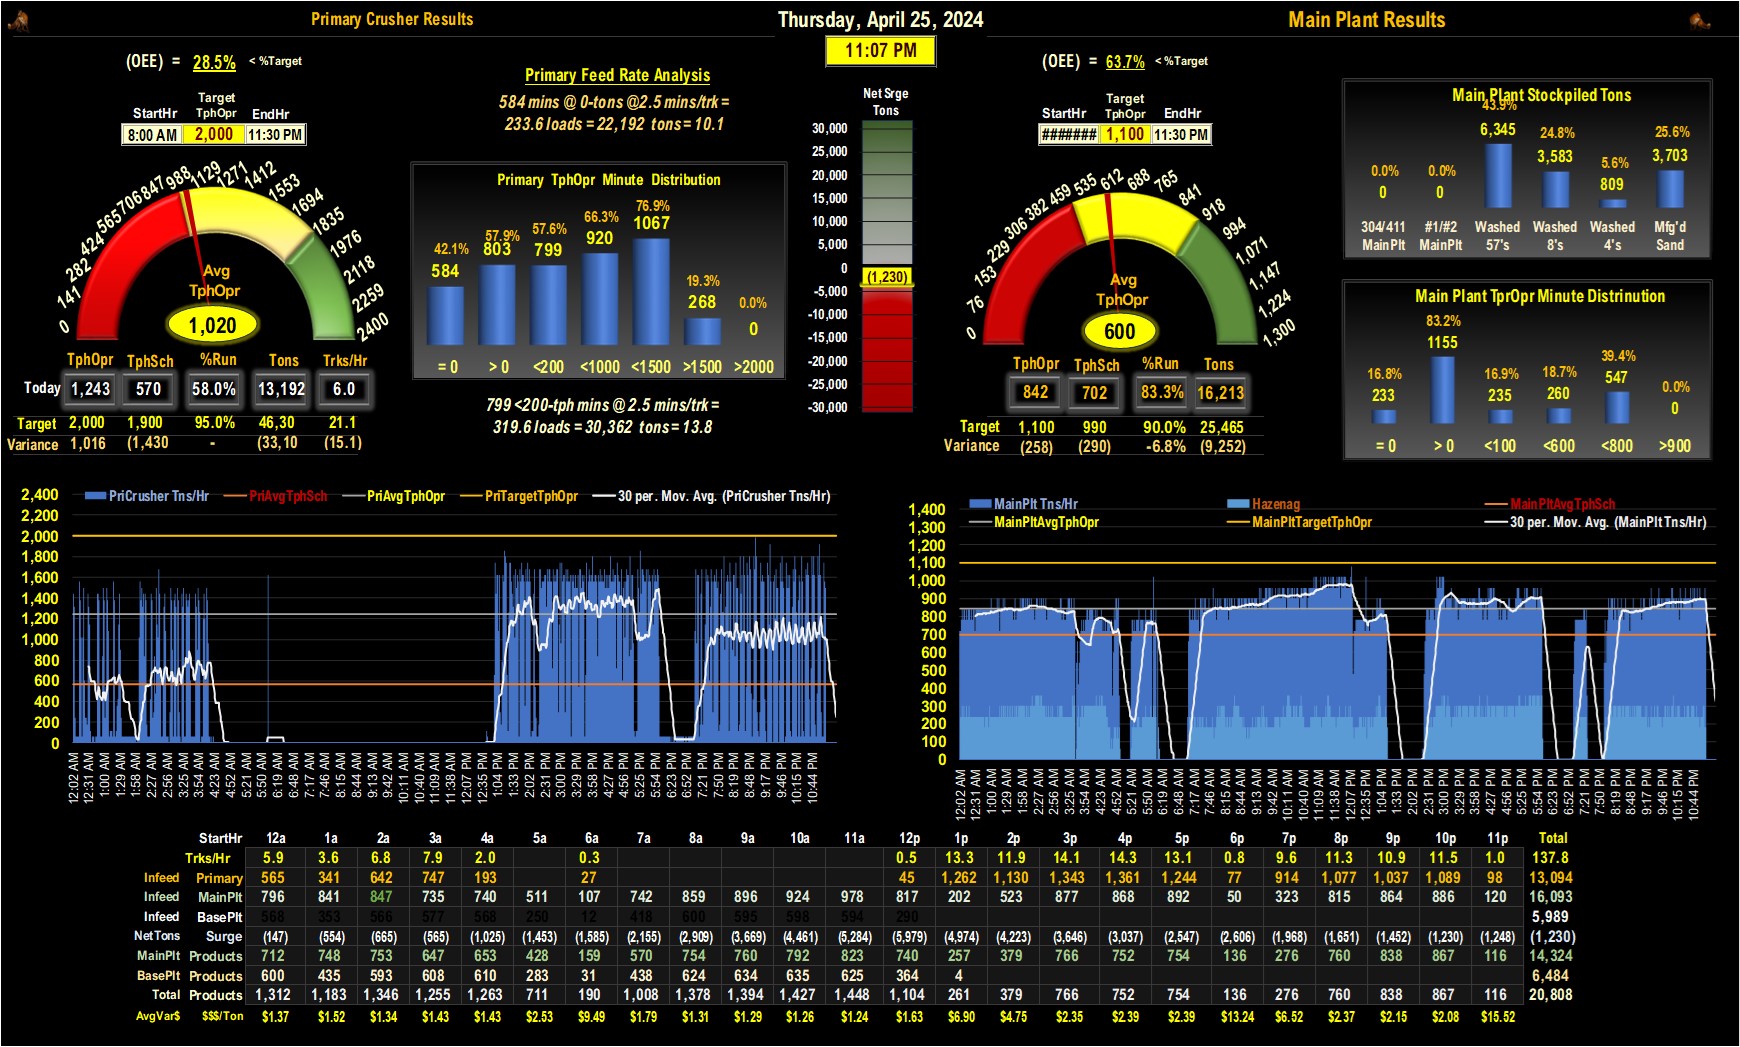 Primary Crusher Results
Thursday, April 25, 2024
Main Plant Results
11:07 PM
(OEE) = 28.5% < %Target
Target
StartHr TphOpr EndHr
8:00 AM 2,000 11:30 PM
0 141 282 424 565 706 847 988 1129 1271 1412 1553 1694 1835 1976 2118 2259 2400
Avg
TphOpr
1,020
TphOpr TphSch %Run Tons Trks/Hr
Today 1,243 570 58.0% 13,192 6.0
Target 2,000 1,900 95.0% 46,30 21.1
Variance 1,016 (1,430 - (33,10 (15.1)
Primary Feed Rate Analysis
584 mins @ 0-tons @2.5 mins/trk =
233.6 loads = 22,192 tons = 10.1
Primary TphOpr Minute Distribution
42.1% 57.9% 57.6% 66.3% 76.9% 19.3% 0.0%
584 803 799 920 1067 268 0
= 0 > 0 <200 <1000 <1500 >1500 >2000
799 <200-tph mins @ 2.5 mins/trk =
319.6 loads = 30,362 tons = 13.8
Net Srge
Tons
30,000
25,000
20,000
15,000
10,000
5,000
0
(1,230)
-5,000
-10,000
-15,000
-20,000
-25,000
-30,000
(OEE) = 63.7% < %Target
Target
StartHr TphOpr EndHr
####### 1,100 11:30 PM
0 76 153 229 306 382 459 535 612 688 765 841 918 994 1,071 1,147 1,224 1,300
Avg
TphOpr
600
TphOpr TphSch %Run Tons
842 702 83.3% 16,213
Target 1,100 990 90.0% 25,465
Variance (258) (290) -6.8% (9,252)
Main Plant Stockpiled Tons
0.0% 0.0% 43.9% 24.8% 5.6% 25.6%
0 0 6,345 3,583 809 3,703
304/411 #1/#2 Washed Washed Washed Mfg'd
MainPlt MainPlt 57's 8's 4's Sand
Main Plant TprOpr Minute Distrinution
16.8% 83.2% 16.9% 18.7% 39.4% 0.0%
233 1155 235 260 547 0
= 0 > 0 <100 <600 <800 >900
PriCrusher Tns/Hr PriAvgTphSch PriAvgTphOpr PriTargetTphOpr 30 per. Mov. Avg. (PriCrusher Tns/Hr)
2,400
2,200
2,000
1,800
1,600
1,400
1,200
1,000
800
600
400
200
0
12:02 AM 12:31 AM 1:00 AM 1:29 AM 1:58 AM 2:27 AM 2:56 AM 3:25 AM 3:54 AM 4:23 AM 4:52 AM 5:21 AM 5:50 AM 6:19 AM 6:48 AM 7:17 AM 7:46 AM 8:15 AM 8:44 AM 9:13 AM 9:42 AM 10:11 AM 10:40 AM 11:09 AM 11:38 AM 12:07 PM 12:35 PM 1:04 PM 1:33 PM 2:02 PM 2:31 PM 3:00 PM 3:29 PM 3:58 PM 4:27 PM 4:56 PM 5:25 PM 5:54 PM 6:23 PM 6:52 PM 7:21 PM 7:50 PM 8:19 PM 8:48 PM 9:17 PM 9:46 PM 10:15 PM 10:44 PM
MainPlt Tns/Hr Hazenag MainPltAvgTphSch
MainPltAvgTphOpr MainPltTargetTphOpr 30 per. Mov. Avg. (MainPlt Tns/Hr)
1,400
1,300
1,200
1,100
1,000
900
800
700
600
500
400
300
200
100
0
12:02 AM 12:31 AM 1:00 AM 1:29 AM 1:58 AM 2:27 AM 2:56 AM 3:25 AM 3:54 AM 4:23 AM 4:52 AM 5:21 AM 5:50 AM 6:19 AM 6:48 AM 7:17 AM 7:46 AM 8:15 AM 8:44 AM 9:13 AM 9:42 AM 10:11 AM 10:40 AM 11:09 AM 11:38 AM 12:07 PM 12:35 PM 1:04 PM 1:33 PM 2:02 PM 2:31 PM 3:00 PM 3:29 PM 3:58 PM 4:27 PM 4:56 PM 5:25 PM 5:54 PM 6:23 PM 6:52 PM 7:21 PM 7:50 PM 8:19 PM 8:48 PM 9:17 PM 9:46 PM 10:15 PM 10:44 PM
StartHr 12a 1a 2a 3a 4a 5a 6a 7a 8a 9a 10a 11a 12p 1p 2p 3p 4p 5p 6p 7p 8p 9p 10p 11p Total
Trks/Hr 5.9 3.6 6.8 7.9 2.0 0.3 0.5 13.3 11.9 14.1 14.3 13.1 0.8 9.6 11.3 10.9 11.5 1.0 137.8
Infeed Primary 565 341 642 747 193 27 45 1,262 1,130 1,343 1,361 1,244 77 914 1,077 1,037 1,089 98 13,094
Infeed MainPlt 796 841 847 735 740 511 107 742 859 896 924 978 817 202 523 877 868 892 50 323 815 864 886 120 16,093
Infeed BasePlt 568 353 566 577 568 250 12 418 600 595 598 594 290 5,989
NetTons Surge (147) (554) (665) (565) (1,025) (1,453) (1,585) (2,155) (2,909) (3,669) (4,461) (5,284) (5,979) (4,974) (4,223) (3,646) (3,037) (2,547) (2,606) (1,968) (1,651) (1,452) (1,230) (1,248) (1,230)
MainPlt Products 712 748 753 647 653 428 159 570 754 760 792 823 740 257 379 766 752 754 136 276 760 838 867 116 14,324
BasePlt Products 600 435 593 608 610 283 31 438 624 634 635 625 364 4 6,484
Total Products 1,312 1,183 1,346 1,255 1,263 711 190 1,008 1,378 1,394 1,427 1,448 1,104 261 379 766 752 754 136 276 760 838 867 116 20,808
AvgVar$ $$$/Ton $1.37 $1.52 $1.34 $1.43 $1.43 $2.53 $9.49 $1.79 $1.31 $1.29 $1.26 $1.24 $1.63 $6.90 $4.75 $2.35 $2.39 $2.39 $13.24 $6.52 $2.37 $2.15 $2.08 $15.52